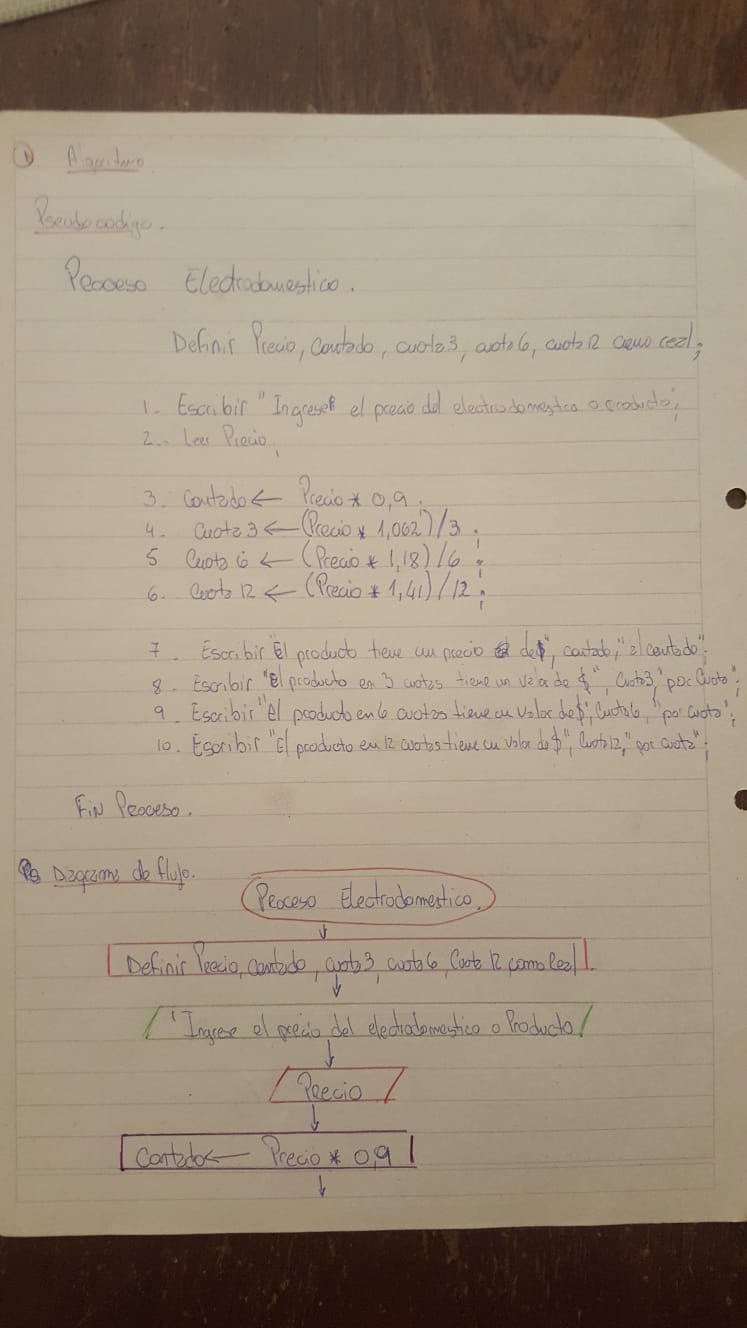 ① Algoritmo.
Pseudocodigo.
Proceso Electrodomestico.
Definir Precio, Contado, cuota3, cuota6, cuota12 como real;
1. Escribir "Ingrese el precio del electrodomestico o producto";
2. Leer Precio;
3. Contado ← Precio * 0,9.
4. Cuota 3 ← (Precio * 1,062)/3;
5 Cuota 6 ← (Precio * 1,18)/6;
6. Cuota 12 ← (Precio * 1,41)/12;
7. Escribir "El producto tiene un precio de $", contado, "al contado";
8. Escribir "El producto en 3 cuotas tiene un valor de $", Cuota3, "por Cuota";
9. Escribir "El producto en 6 cuotas tiene un valor de $", Cuota6, "por cuota";
10. Escribir "El producto en 12 cuotas tiene un valor de $", Cuota12, "por cuota";
Fin Proceso.
Diagrama de flujo.
Proceso Electrodomestico.
↓
Definir Precio, contado, cuota3, cuota6, Cuota 12 como Real
↓
'Ingrese el precio del electrodomestico o Producto
↓
Precio
↓
Contado ← Precio * 0,9
↓